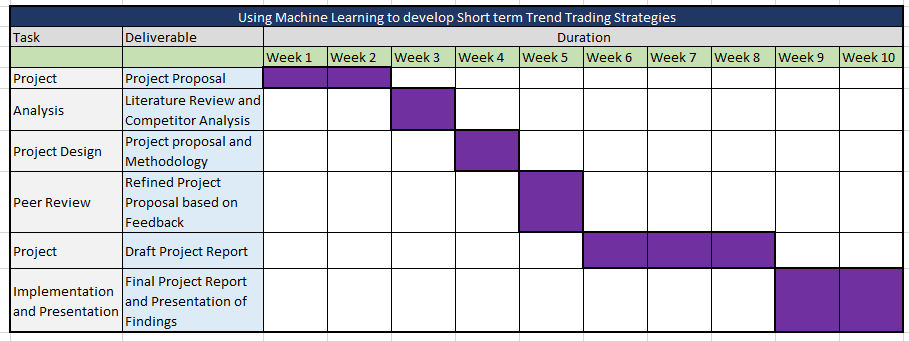 Using Machine Learning to develop Short term Trend Trading Strategies
Task Deliverable Duration
Week 1 Week 2 Week 3 Week 4 Week 5 Week 6 Week 7 Week 8 Week 9 Week 10
Project Project Proposal
Analysis
Literature Review and
Competitor Analysis
Project Design
Project proposal and
Methodology
Peer Review
Refined Project
Proposal based on
Feedback
Project Draft Project Report
Implementation
and Presentation
Final Project Report
and Presentation of
Findings